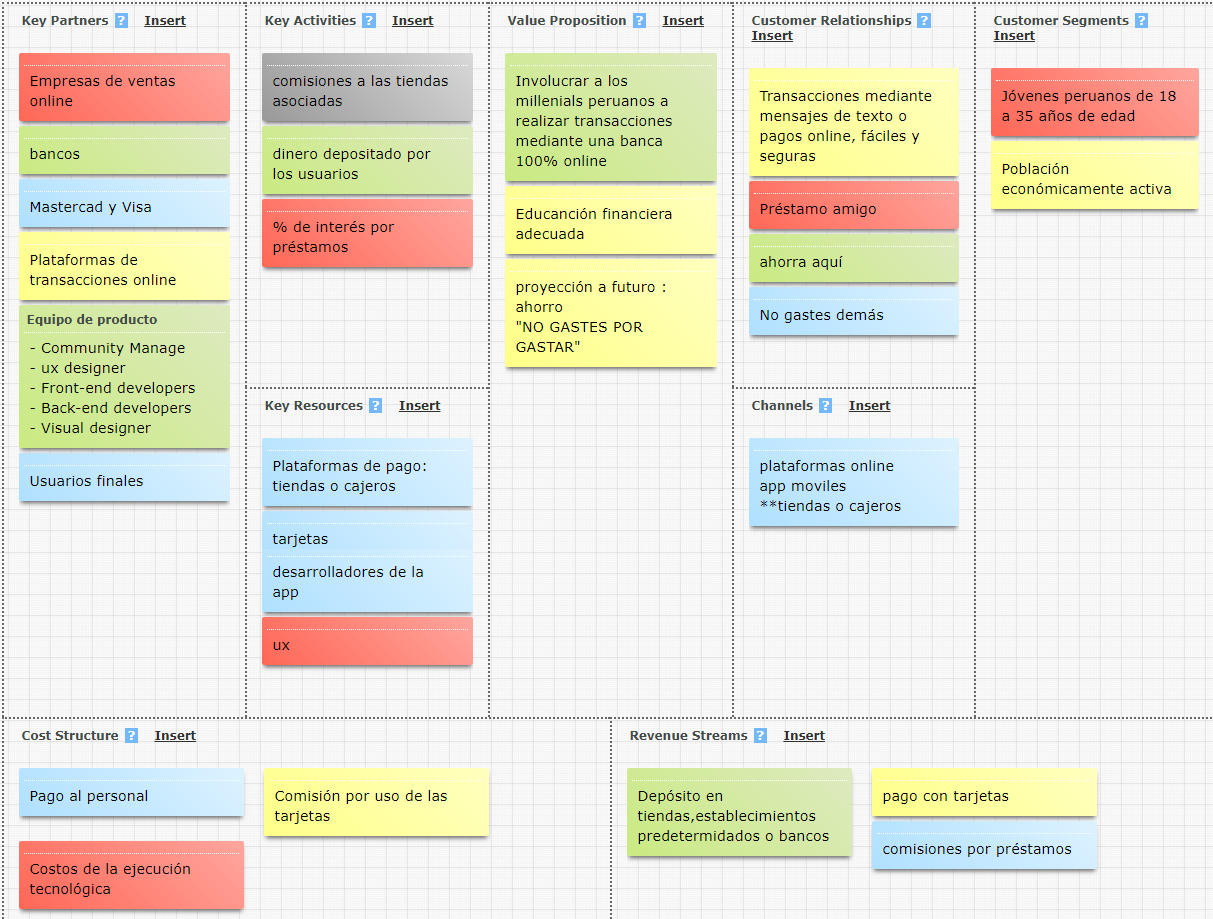 Key Partners ? Insert
Empresas de ventas
online
bancos
Mastercad y Visa
Plataformas de
transacciones online
Equipo de producto
- Community Manage
- ux designer
- Front-end developers
- Back-end developers
- Visual designer
Usuarios finales
Key Activities ? Insert
comisiones a las tiendas
asociadas
dinero depositado por
los usuarios
% de interés por
préstamos
Key Resources ? Insert
Plataformas de pago:
tiendas o cajeros
tarjetas
desarrolladores de la
app
ux
Value Proposition ? Insert
Involucrar a los
millenials peruanos a
realizar transacciones
mediante una banca
100% online
Educanción financiera
adecuada
proyección a futuro :
ahorro
"NO GASTES POR
GASTAR"
Customer Relationships ?
Insert
Transacciones mediante
mensajes de texto o
pagos online, fáciles y
seguras
Préstamo amigo
ahorra aquí
No gastes demás
Channels ? Insert
plataformas online
app moviles
**tiendas o cajeros
Customer Segments ?
Insert
Jóvenes peruanos de 18
a 35 años de edad
Población
económicamente activa
Cost Structure ? Insert
Pago al personal
Costos de la ejecución
tecnológica
Comisión por uso de las
tarjetas
Revenue Streams ? Insert
Depósito en
tiendas,establecimientos
predetermidados o bancos
pago con tarjetas
comisiones por préstamos